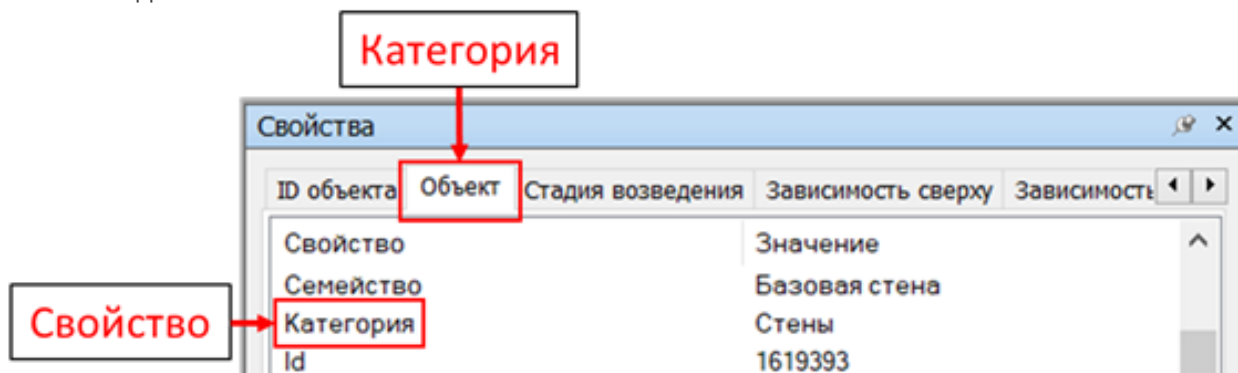 Категория
Свойства
ID объекта Объект Стадия возведения Зависимость сверху Зависимость
Свойство Значение
Семейство Базовая стена
Свойство Категория Стены
Id 1619393